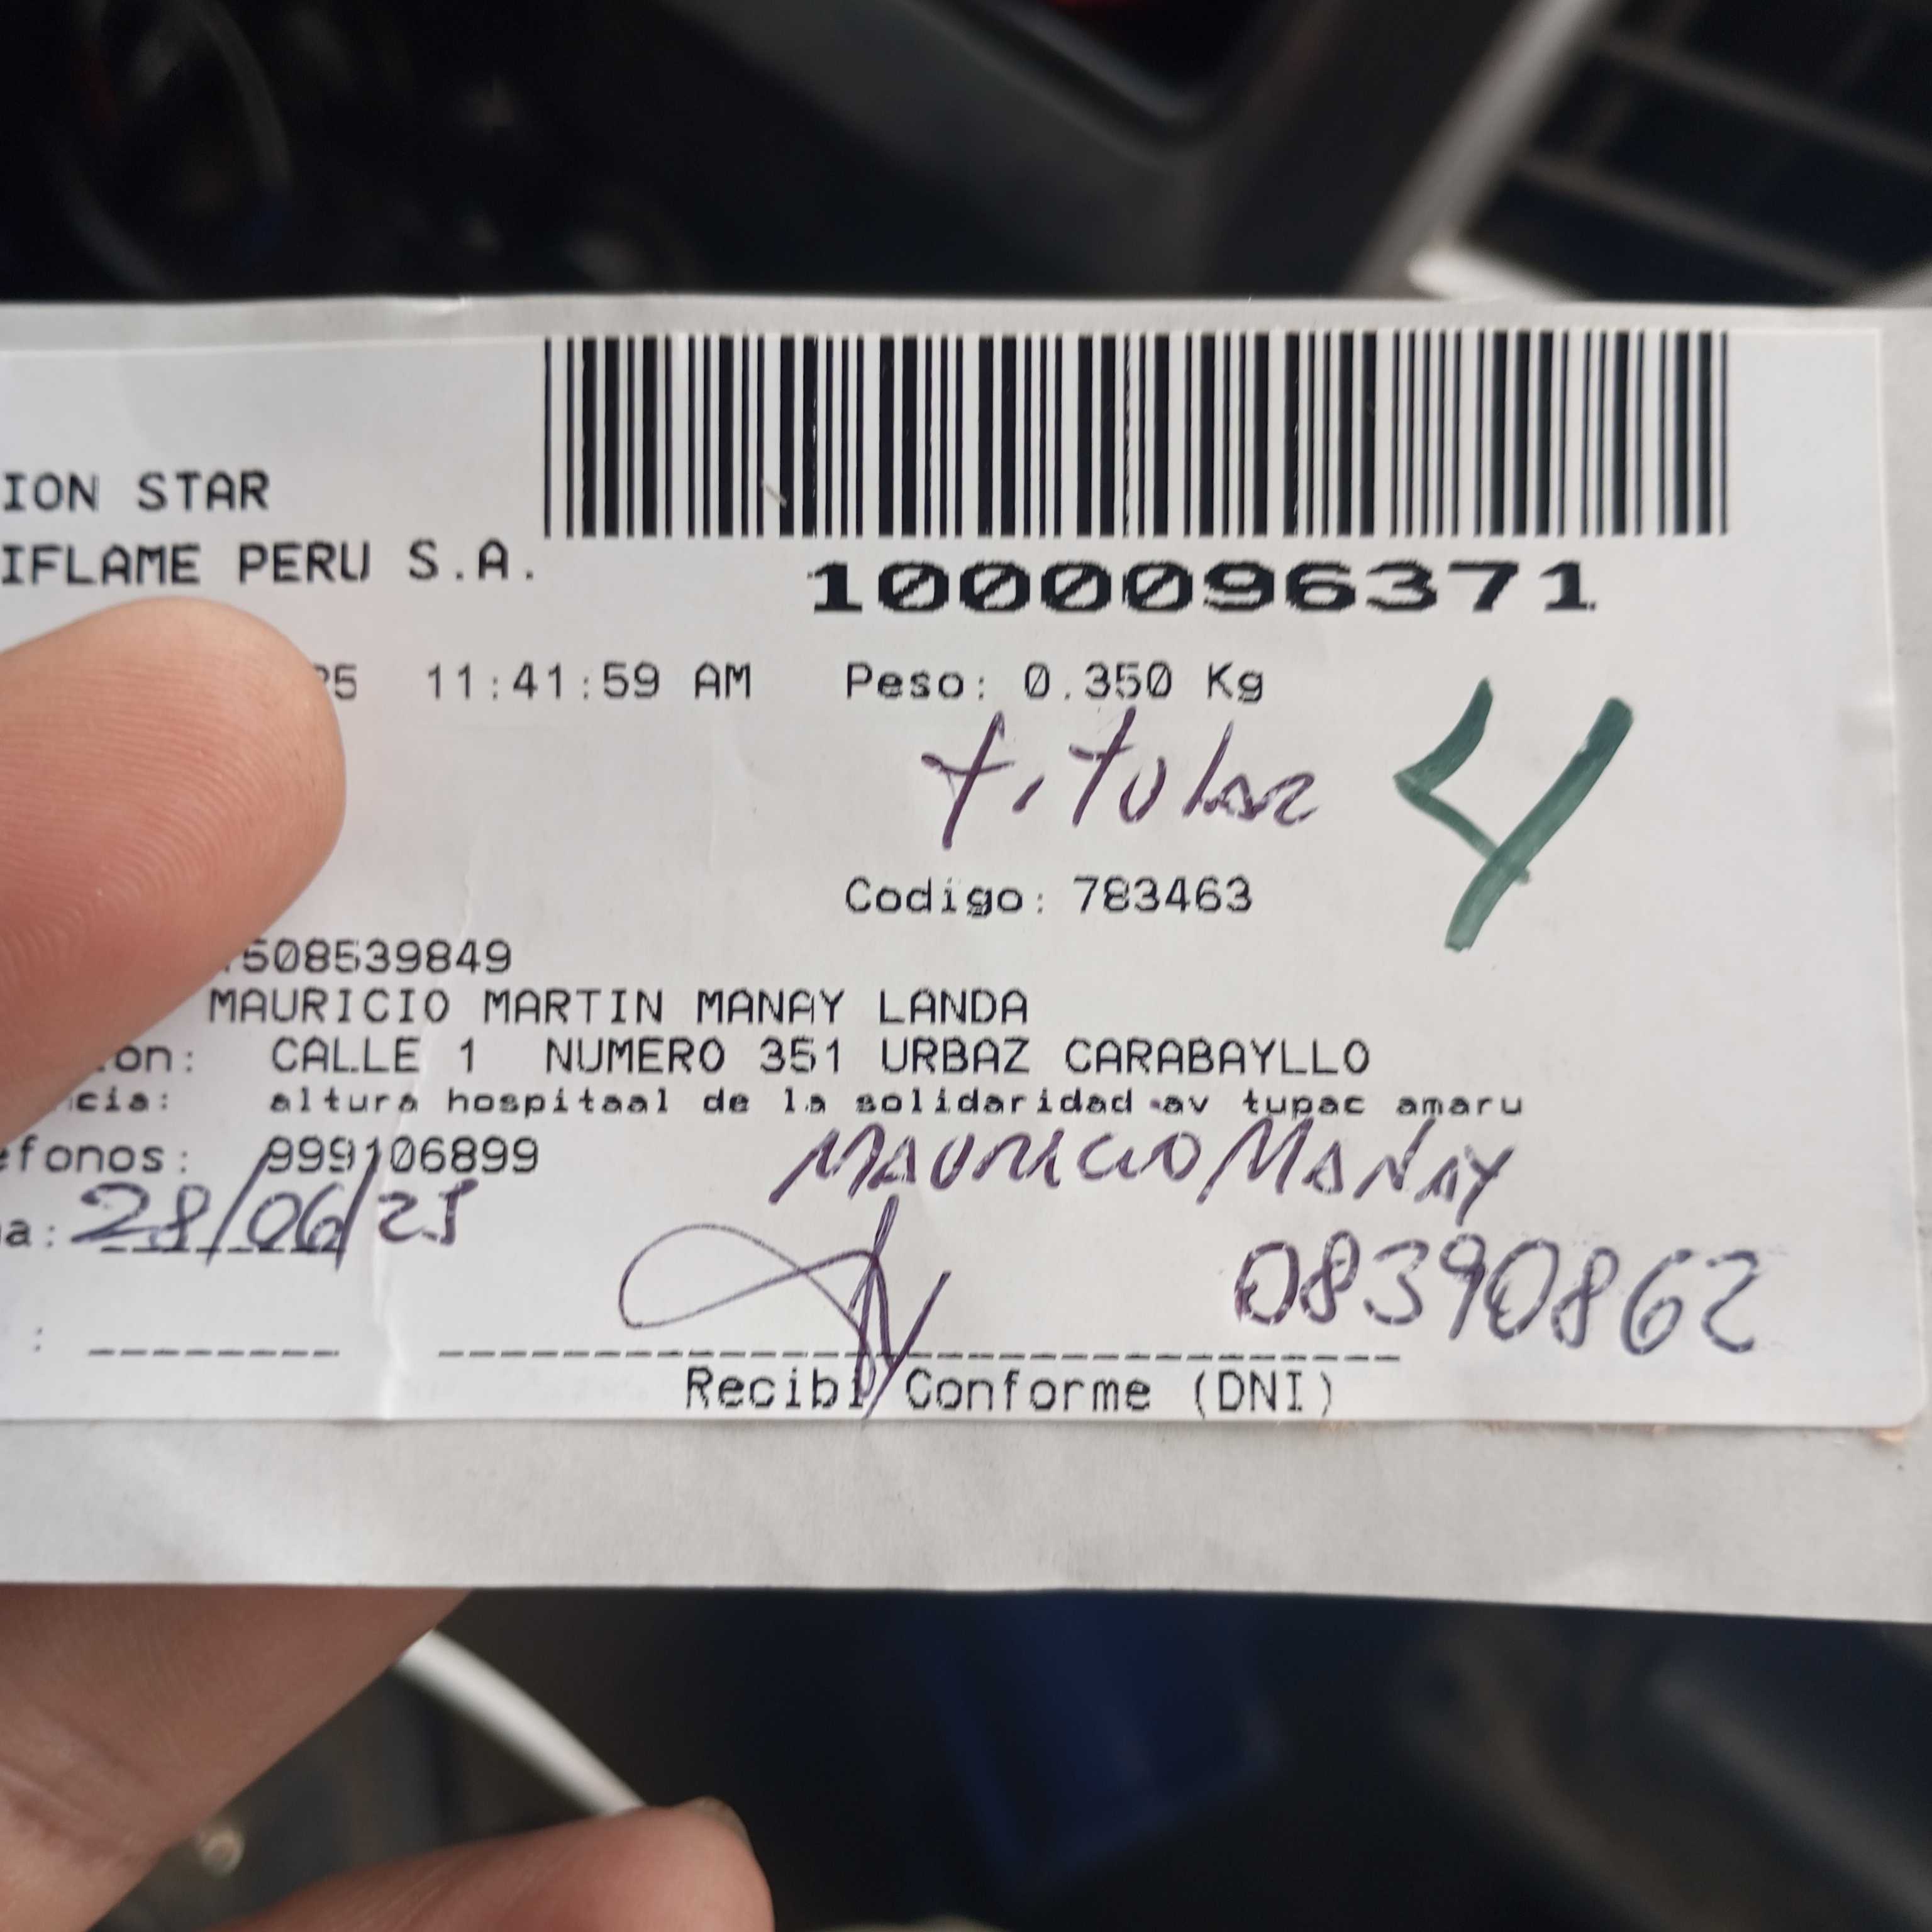 ION STAR
IFLAME PERU S.A.
1000096371
25 11:41:59 AM Peso: 0.350 Kg
titular 4
Codigo: 783463
508539849
MAURICIO MARTIN MANAY LANDA
on: CALLE 1 NUMERO 351 URBAZ CARABAYLLO
cia: altura hospitaal de la solidaridad av tupac amaru
efonos: 999106899
MAURICIO MANAY
a: 28/06/25
08390862
Recibi Conforme (DNI)